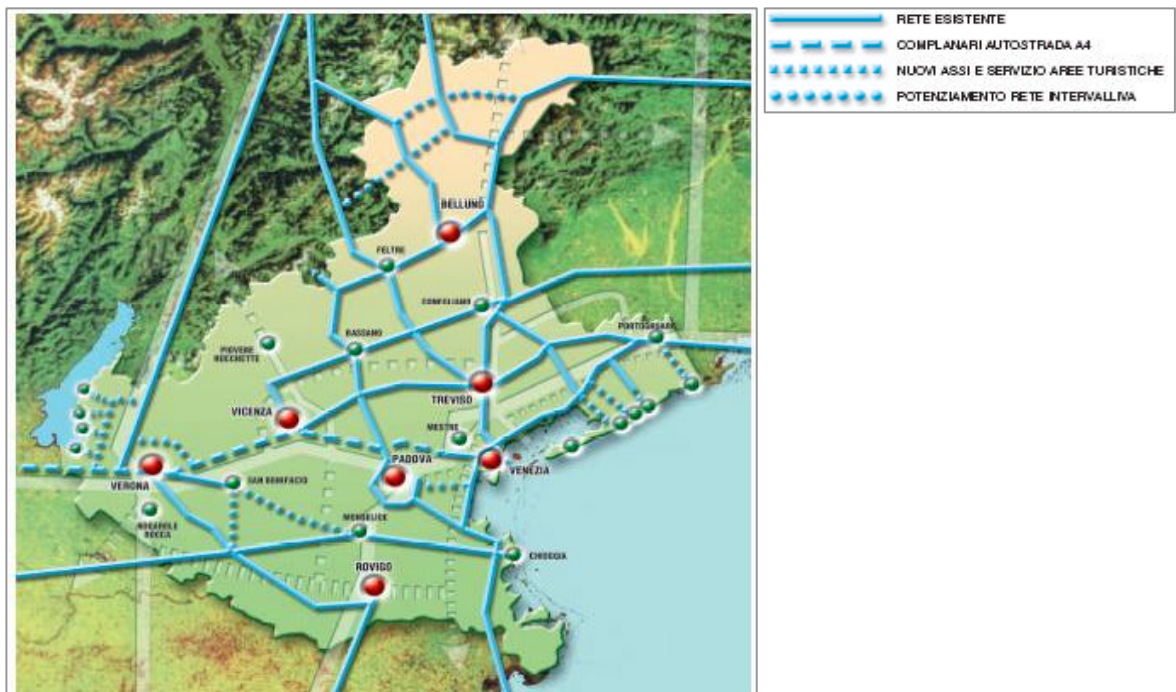 RETE ESISTENTE
COMPLANARI AUTOSTRADA A4
NUOVI ASSI E SERVIZIO AREE TURISTICHE
POTENZIAMENTO RETE INTERVALLIVA
BELLUNO
FELTRE
CONEGLIANO
PORTOGRUARO
BASSANO
PIOVENE
ROCCHETTE
TREVISO
VICENZA
MESTRE
PADOVA
VENEZIA
VERONA
SAN BONIFACIO
NOGAROLE
ROCCA
MONSELICE
CHIOGGIA
ROVIGO